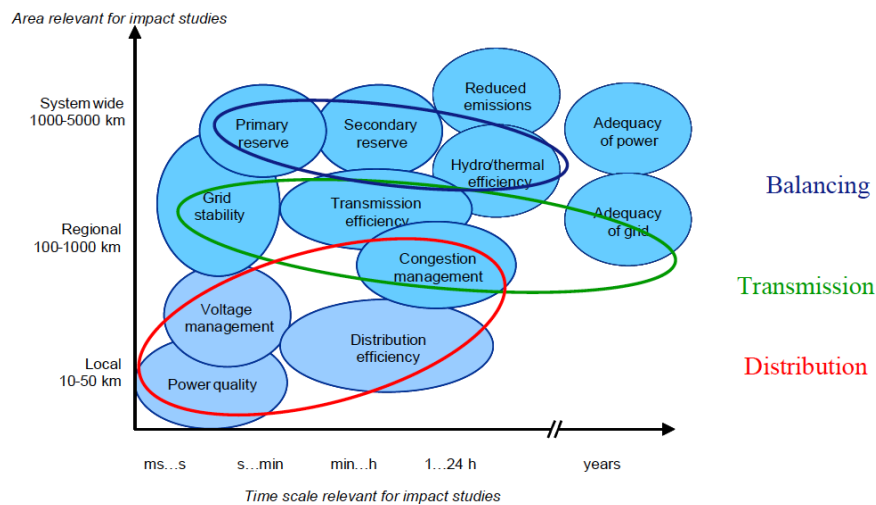 Area relevant for impact studies
System wide
1000-5000 km
Regional
100-1000 km
Local
10-50 km
Primary
reserve
Secondary
reserve
Reduced
emissions
Hydro/thermal
efficiency
Adequacy
of power
Grid
stability
Transmission
efficiency
Adequacy
of grid
Congestion
management
Voltage
management
Distribution
efficiency
Power quality
Balancing
Transmission
Distribution
ms...s
s...min
min...h
1...24 h
years
Time scale relevant for impact studies